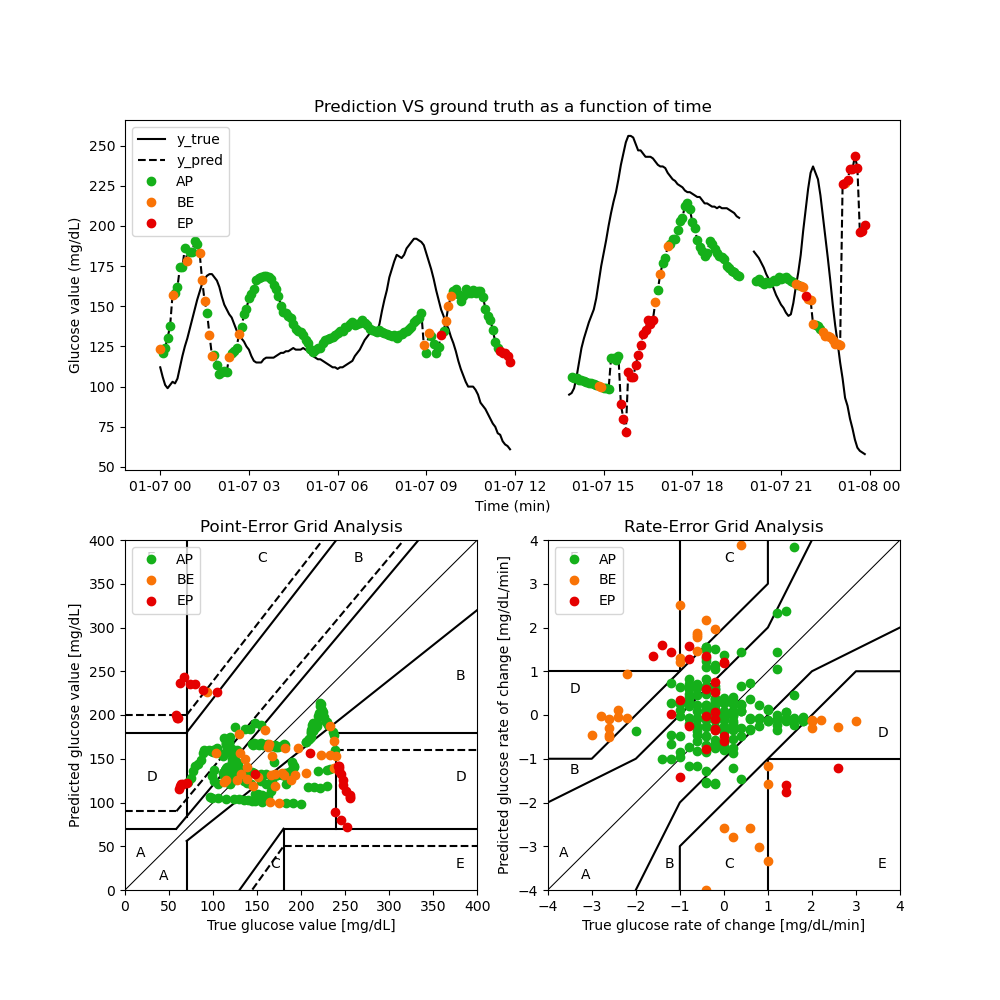 Prediction VS ground truth as a function of time
Glucose value (mg/dL)
250
225
200
175
150
125
100
75
50
y_true
y_pred
AP
BE
EP
01-07 00 01-07 03 01-07 06 01-07 09 01-07 12 01-07 15 01-07 18 01-07 21 01-08 00
Time (min)
Point-Error Grid Analysis
Predicted glucose value [mg/dL]
400
350
300
250
200
150
100
50
0
AP
BE
EP
C
B
B
D
D
A
A
C
E
0 50 100 150 200 250 300 350 400
True glucose value [mg/dL]
Rate-Error Grid Analysis
Predicted glucose rate of change [mg/dL/min]
4
3
2
1
0
−1
−2
−3
−4
AP
BE
EP
C
D
D
B
A
A
B
C
E
−4 −3 −2 −1 0 1 2 3 4
True glucose rate of change [mg/dL/min]